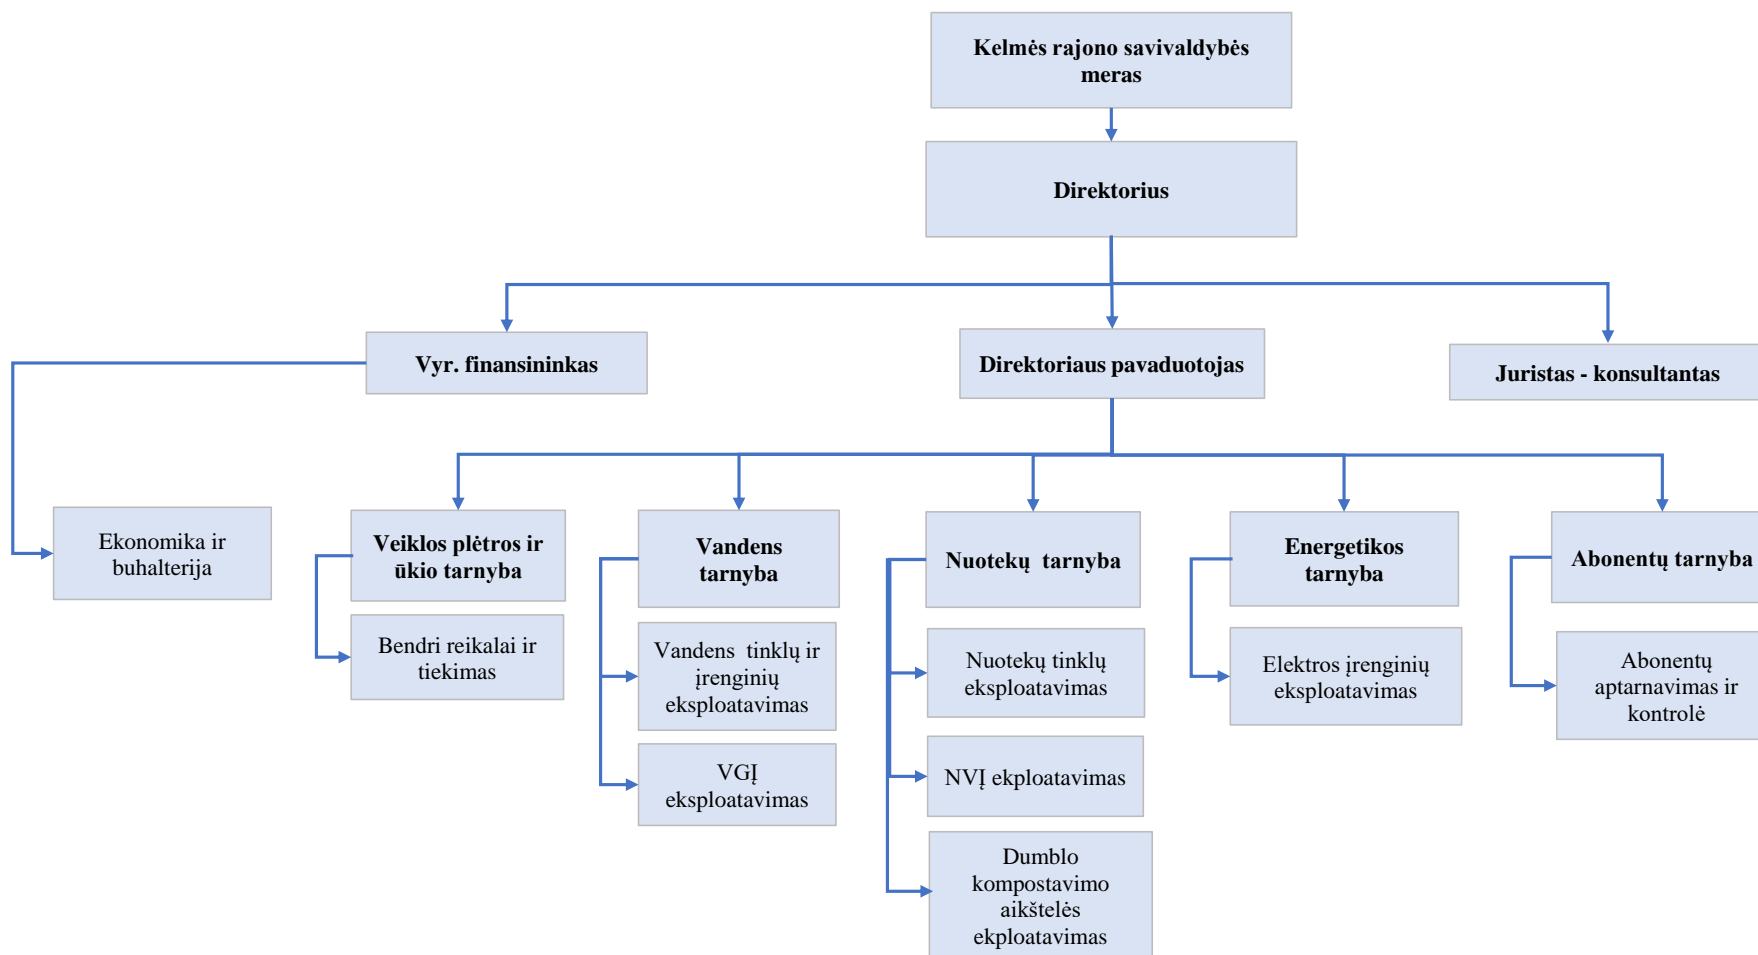 Kelmės rajono savivaldybės
meras
Direktorius
Vyr. finansininkas
Direktoriaus pavaduotojas
Juristas - konsultantas
Ekonomika ir
buhalterija
Veiklos plėtros ir
ūkio tarnyba
Vandens
tarnyba
Nuotekų  tarnyba
Energetikos
tarnyba
Abonentų tarnyba
Bendri reikalai ir
tiekimas
Vandens  tinklų ir
įrenginių
eksploatavimas
Nuotekų tinklų
eksploatavimas
Elektros įrenginių
eksploatavimas
Abonentų
aptarnavimas ir
kontrolė
VGĮ
eksploatavimas
NVĮ ekploatavimas
Dumblo
kompostavimo
aikštelės
ekploatavimas